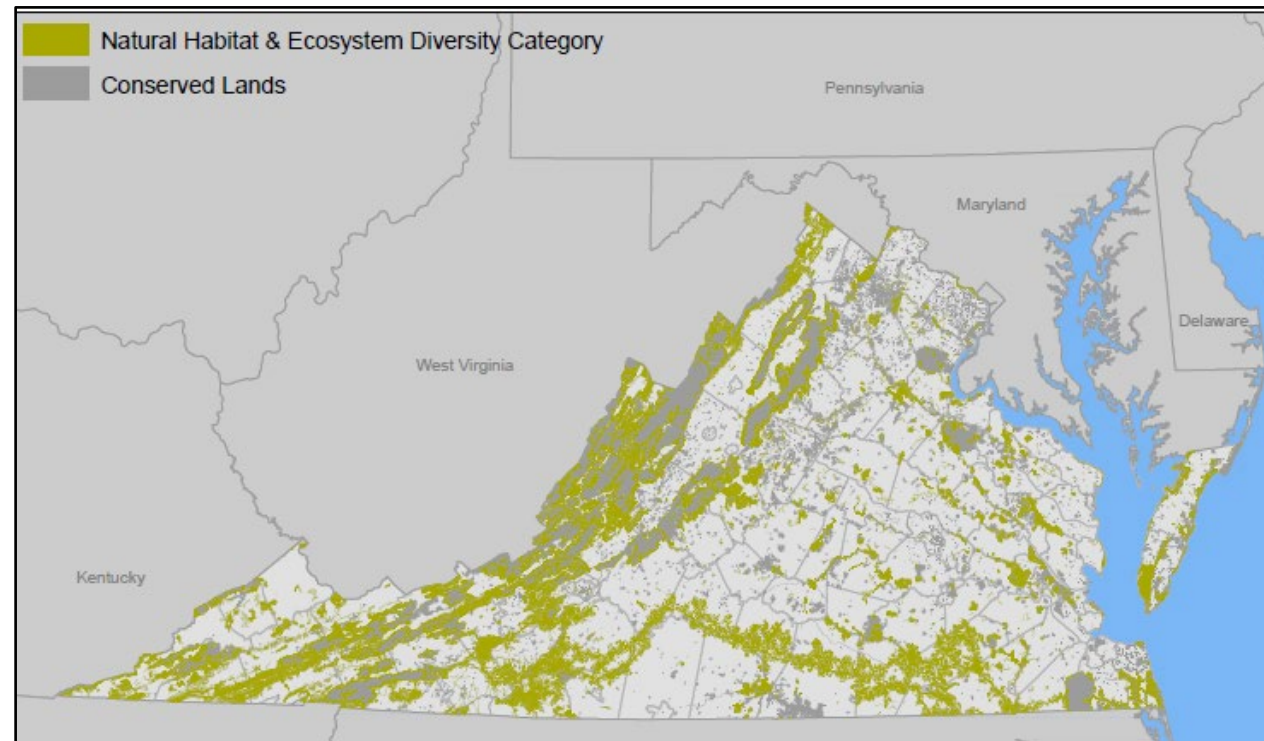 Natural Habitat & Ecosystem Diversity Category
Conserved Lands
Pennsylvania
Maryland
Delaware
West Virginia
Kentucky